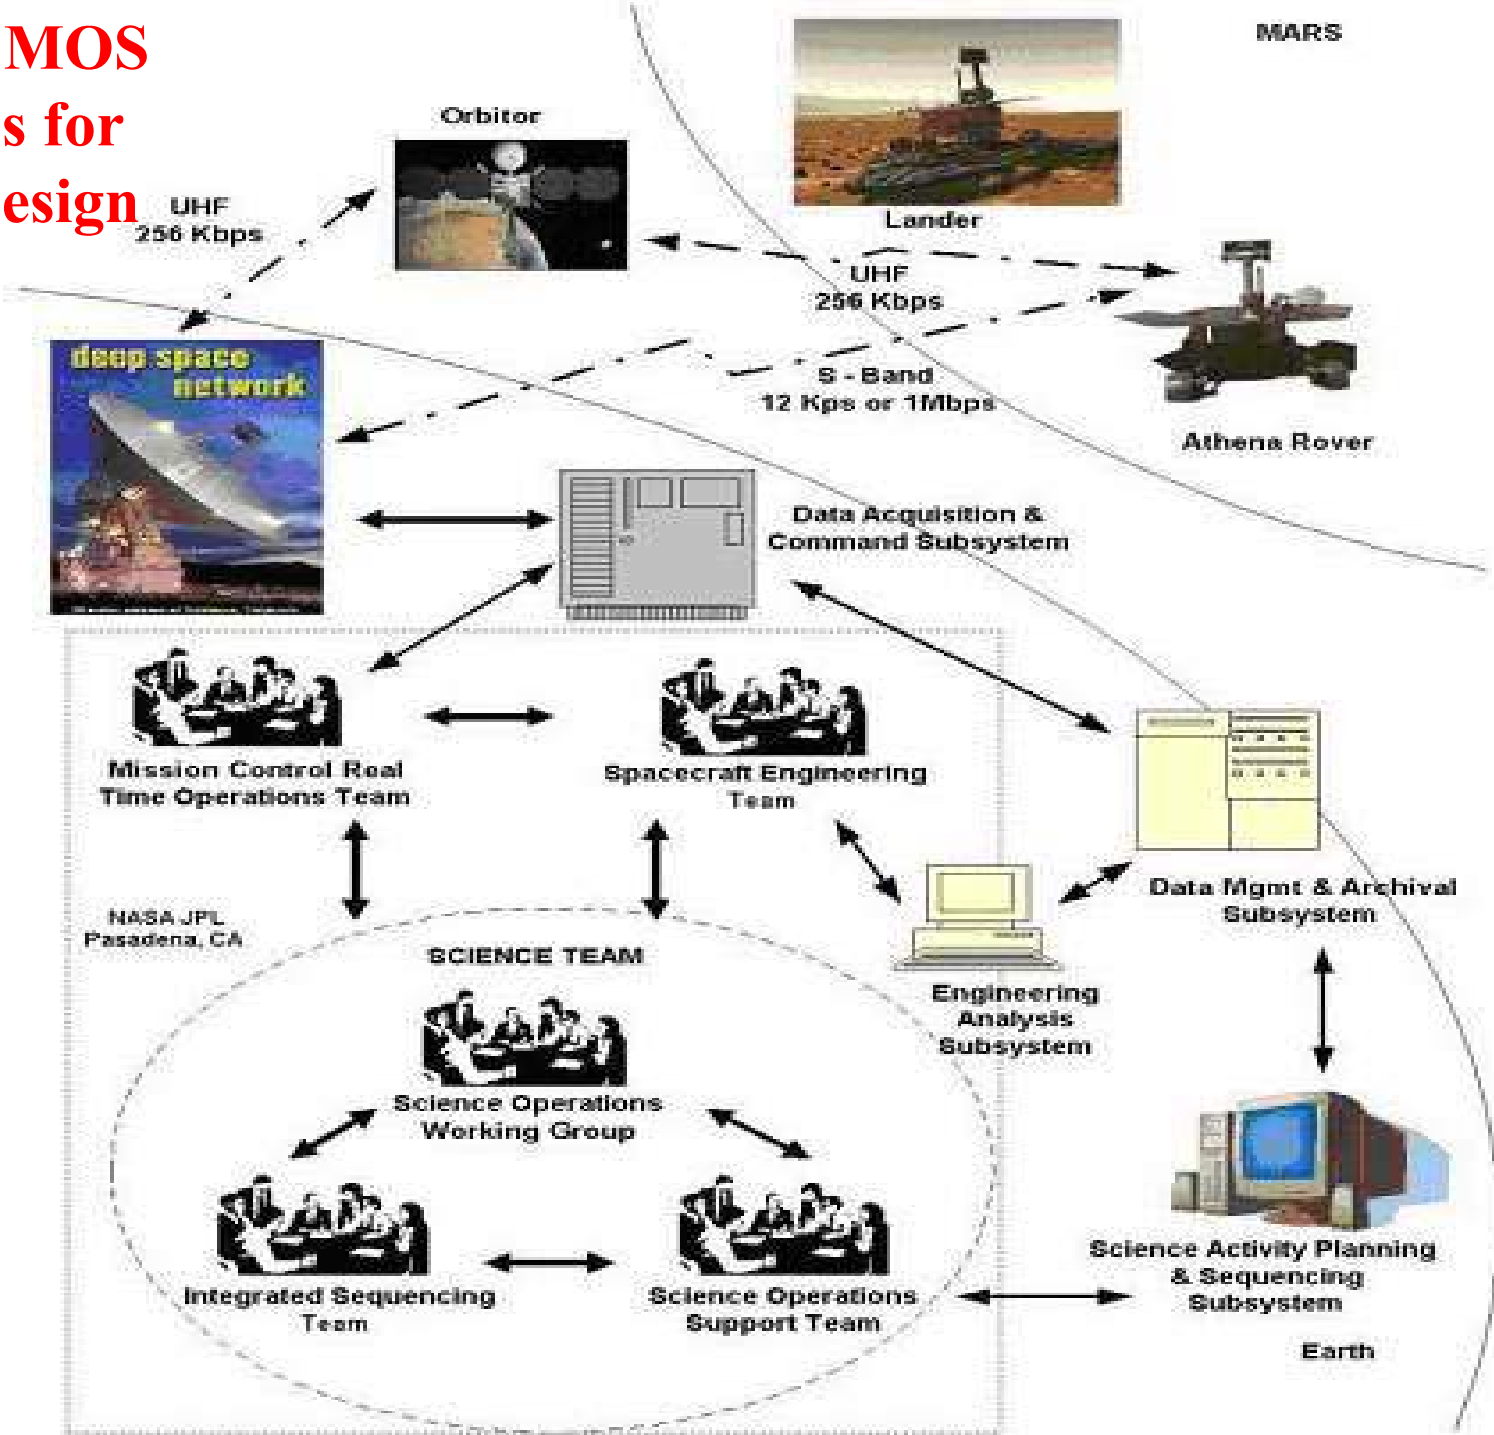 MOS
s for
esign
MARS
Orbitor
UHF
256 Kbps
Lander
UHF
256 Kbps
deep space
network
S - Band
12 Kps or 1Mbps
Athena Rover
Data Acquisition &
Command Subsystem
Mission Control Real
Time Operations Team
Spacecraft Engineering
Team
Data Mgmt & Archival
Subsystem
NASA JPL
Pasadena, CA
SCIENCE TEAM
Engineering
Analysis
Subsystem
Science Operations
Working Group
Science Activity Planning
& Sequencing
Subsystem
Integrated Sequencing
Team
Science Operations
Support Team
Earth